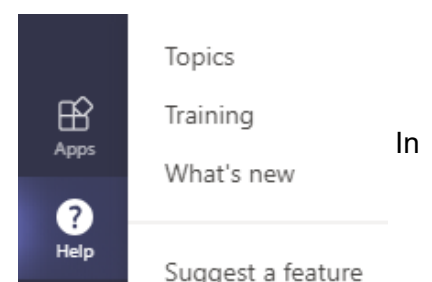 Topics
Training
Apps
In
What's new
?
Help
Suggest a feature